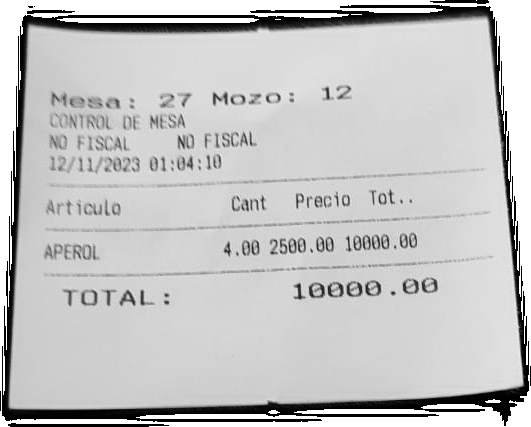 Mesa: 27 Mozo: 12
CONTROL DE MESA
NO FISCAL NO FISCAL
12/11/2023 01:04:10
Articulo Cant Precio Tot..
APEROL 4.00 2500.00 10000.00
TOTAL: 10000.00